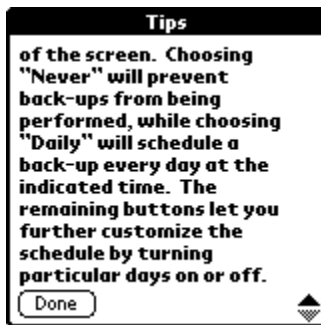 Tips
of the screen.  Choosing
"Never" will prevent
back-ups from being
performed, while choosing
"Daily" will schedule a
back-up every day at the
indicated time.  The
remaining buttons let you
further customize the
schedule by turning
particular days on or off.
Done